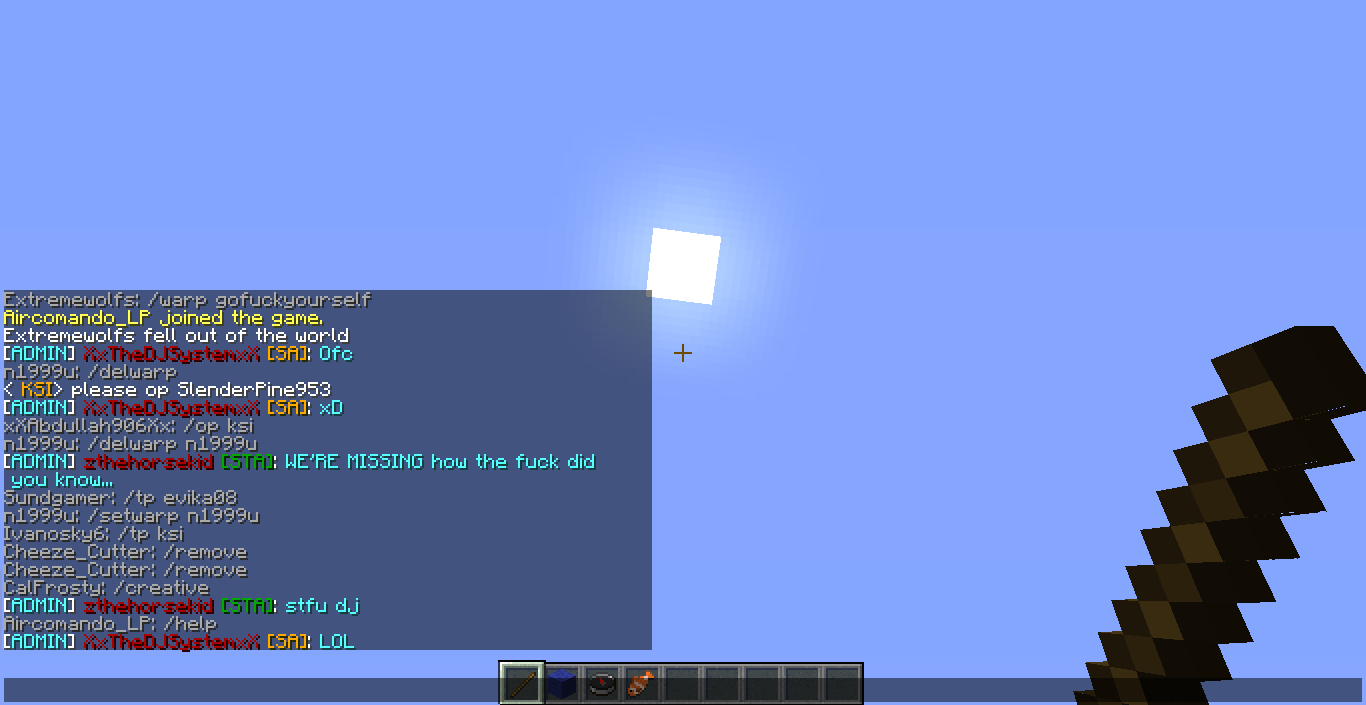 Extremewolfs: /warp gofuckyourself
Aircomando_LP joined the game.
Extremewolfs fell out of the world
[ADMIN] XxTheDJSystemxX [SA]: Ofc
n1999u: /delwarp
< KSI> please op SlenderPine953
[ADMIN] XxTheDJSystemxX [SA]: xD
xXAbdullah906Xx: /op ksi
n1999u: /delwarp n1999u
[ADMIN] zthehorsekid [STA]: WE'RE MISSING how the fuck did
you know...
Sundgamer: /tp evika08
n1999u: /setwarp n1999u
Ivanosky6: /tp ksi
Cheeze_Cutter: /remove
Cheeze_Cutter: /remove
CalFrosty: /creative
[ADMIN] zthehorsekid [STA]: stfu dj
Aircomando_LP: /help
[ADMIN] XxTheDJSystemxX [SA]: LOL